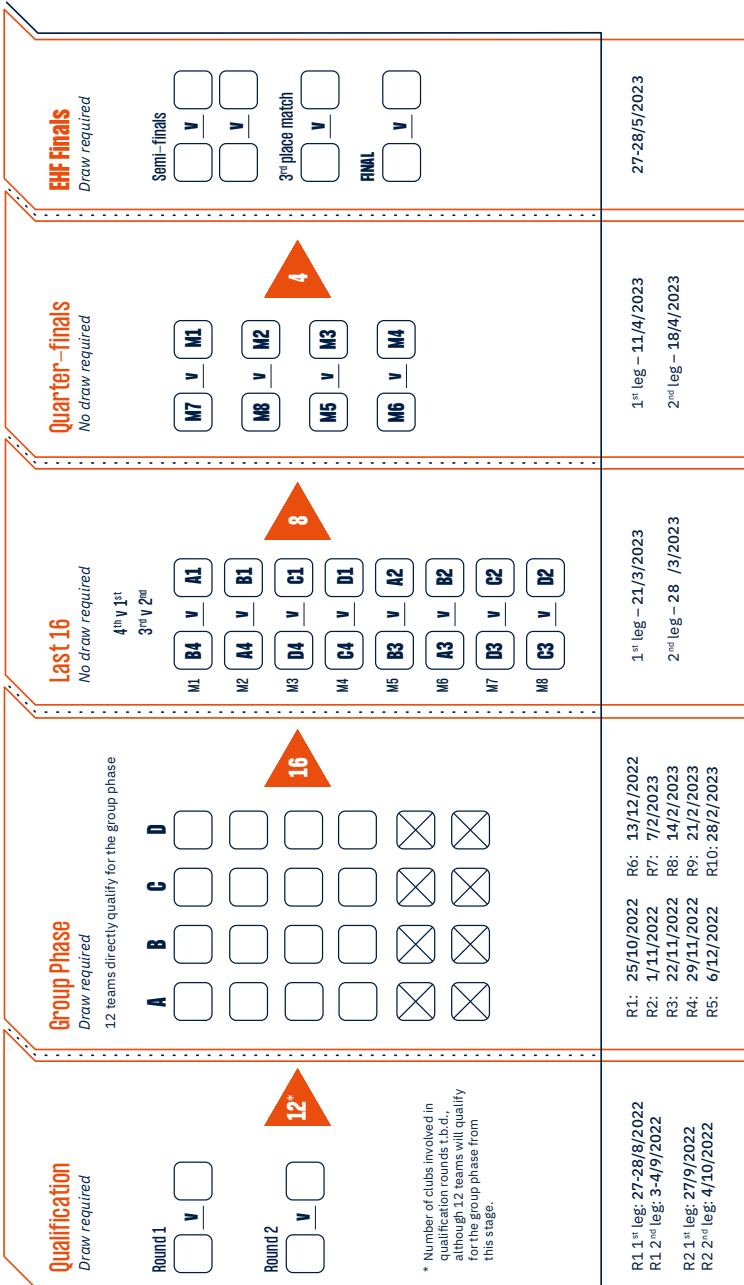 Qualification
Draw required
Round 1
v
Round 2
v
12*
* Number of clubs involved in
qualification rounds t.b.d.,
although 12 teams will qualify
for the group phase from
this stage.
R1 1st leg: 27-28/8/2022
R1 2nd leg: 3-4/9/2022
R2 1st leg: 27/9/2022
R2 2nd leg: 4/10/2022
Group Phase
Draw required
12 teams directly qualify for the group phase
A B C D
16
R1: 25/10/2022
R2: 1/11/2022
R3: 22/11/2022
R4: 29/11/2022
R5: 6/12/2022
R6: 13/12/2022
R7: 7/2/2023
R8: 14/2/2023
R9: 21/2/2023
R10: 28/2/2023
Last 16
No draw required
4th v 1st
3rd v 2nd
M1 B4 v A1
M2 A4 v B1
M3 D4 v C1
M4 C4 v D1
M5 B3 v A2
M6 A3 v B2
M7 D3 v C2
M8 C3 v D2
8
1st leg – 21/3/2023
2nd leg – 28 /3/2023
Quarter-finals
No draw required
M7 v M1
M8 v M2
M5 v M3
M6 v M4
4
1st leg – 11/4/2023
2nd leg – 18/4/2023
EHF Finals
Draw required
Semi-finals
v
v
3rd place match
v
FINAL
v
27-28/5/2023